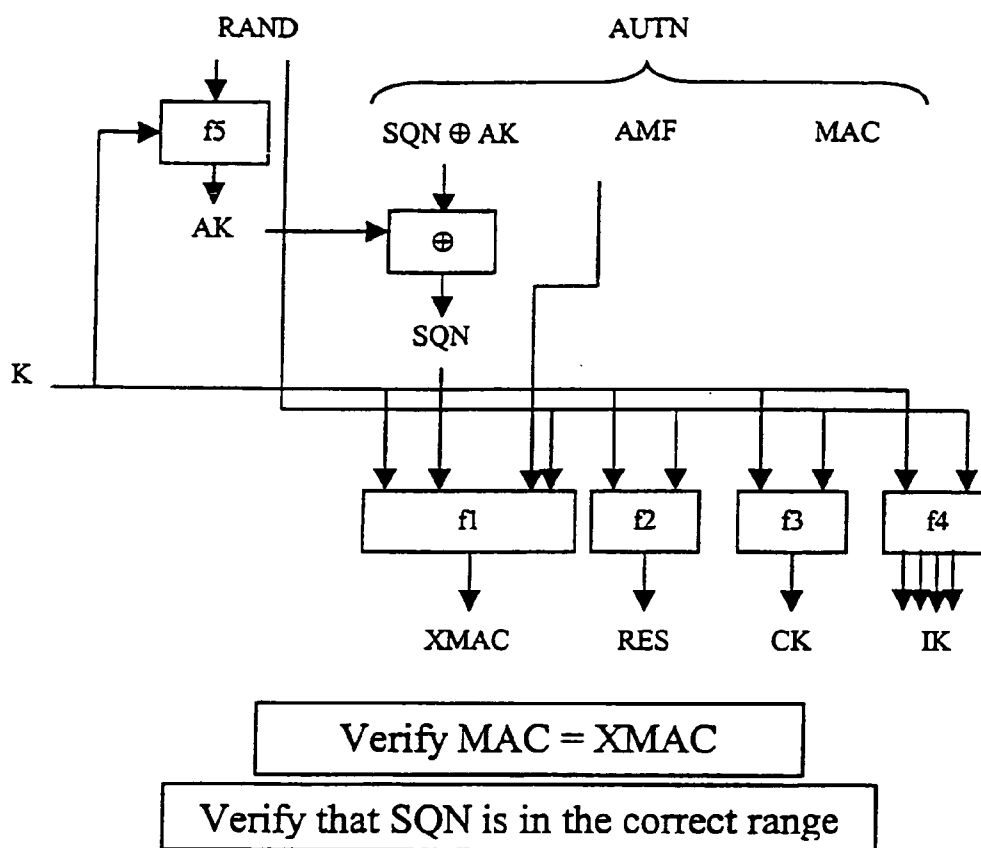 RAND AUTN
f5 SQN ⊕ AK AMF MAC
AK ⊕
SQN
K
f1 f2 f3 f4
XMAC RES CK IK
Verify MAC = XMAC
Verify that SQN is in the correct range